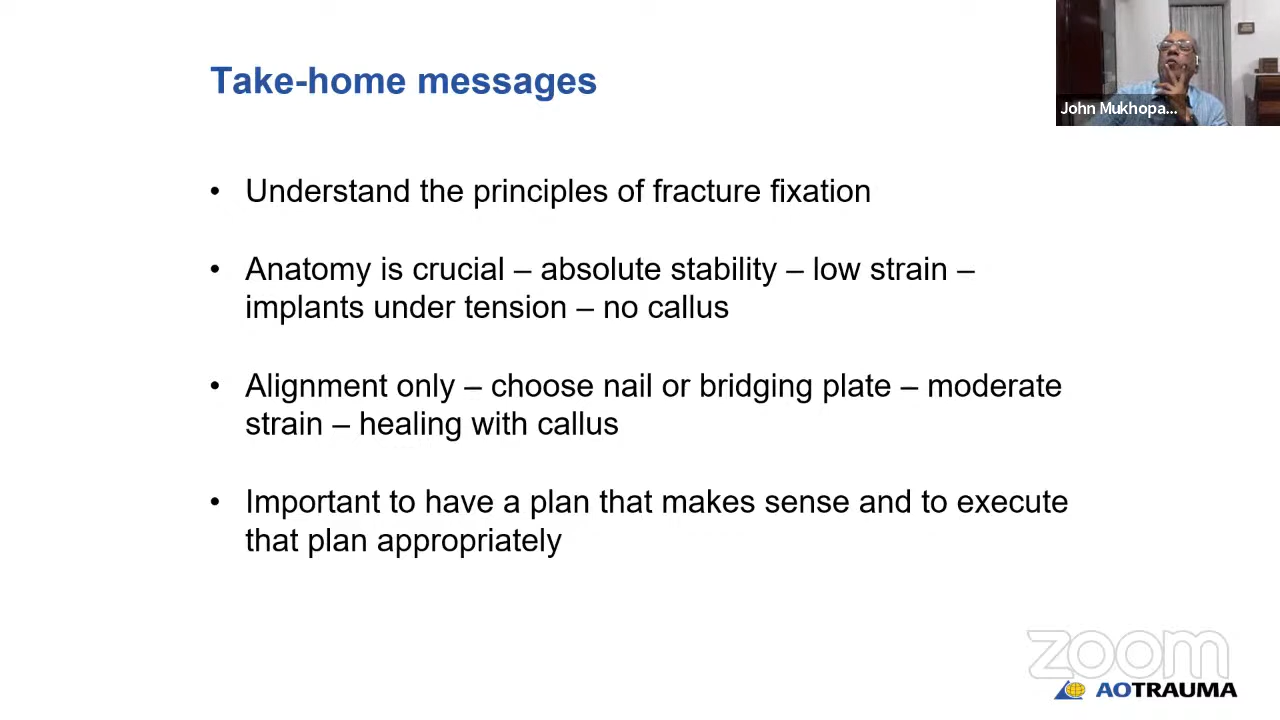 Take-home messages
John Mukhopa...
• Understand the principles of fracture fixation
• Anatomy is crucial – absolute stability – low strain –
implants under tension – no callus
• Alignment only – choose nail or bridging plate – moderate
strain – healing with callus
• Important to have a plan that makes sense and to execute
that plan appropriately
zoom
AOTRAUMA